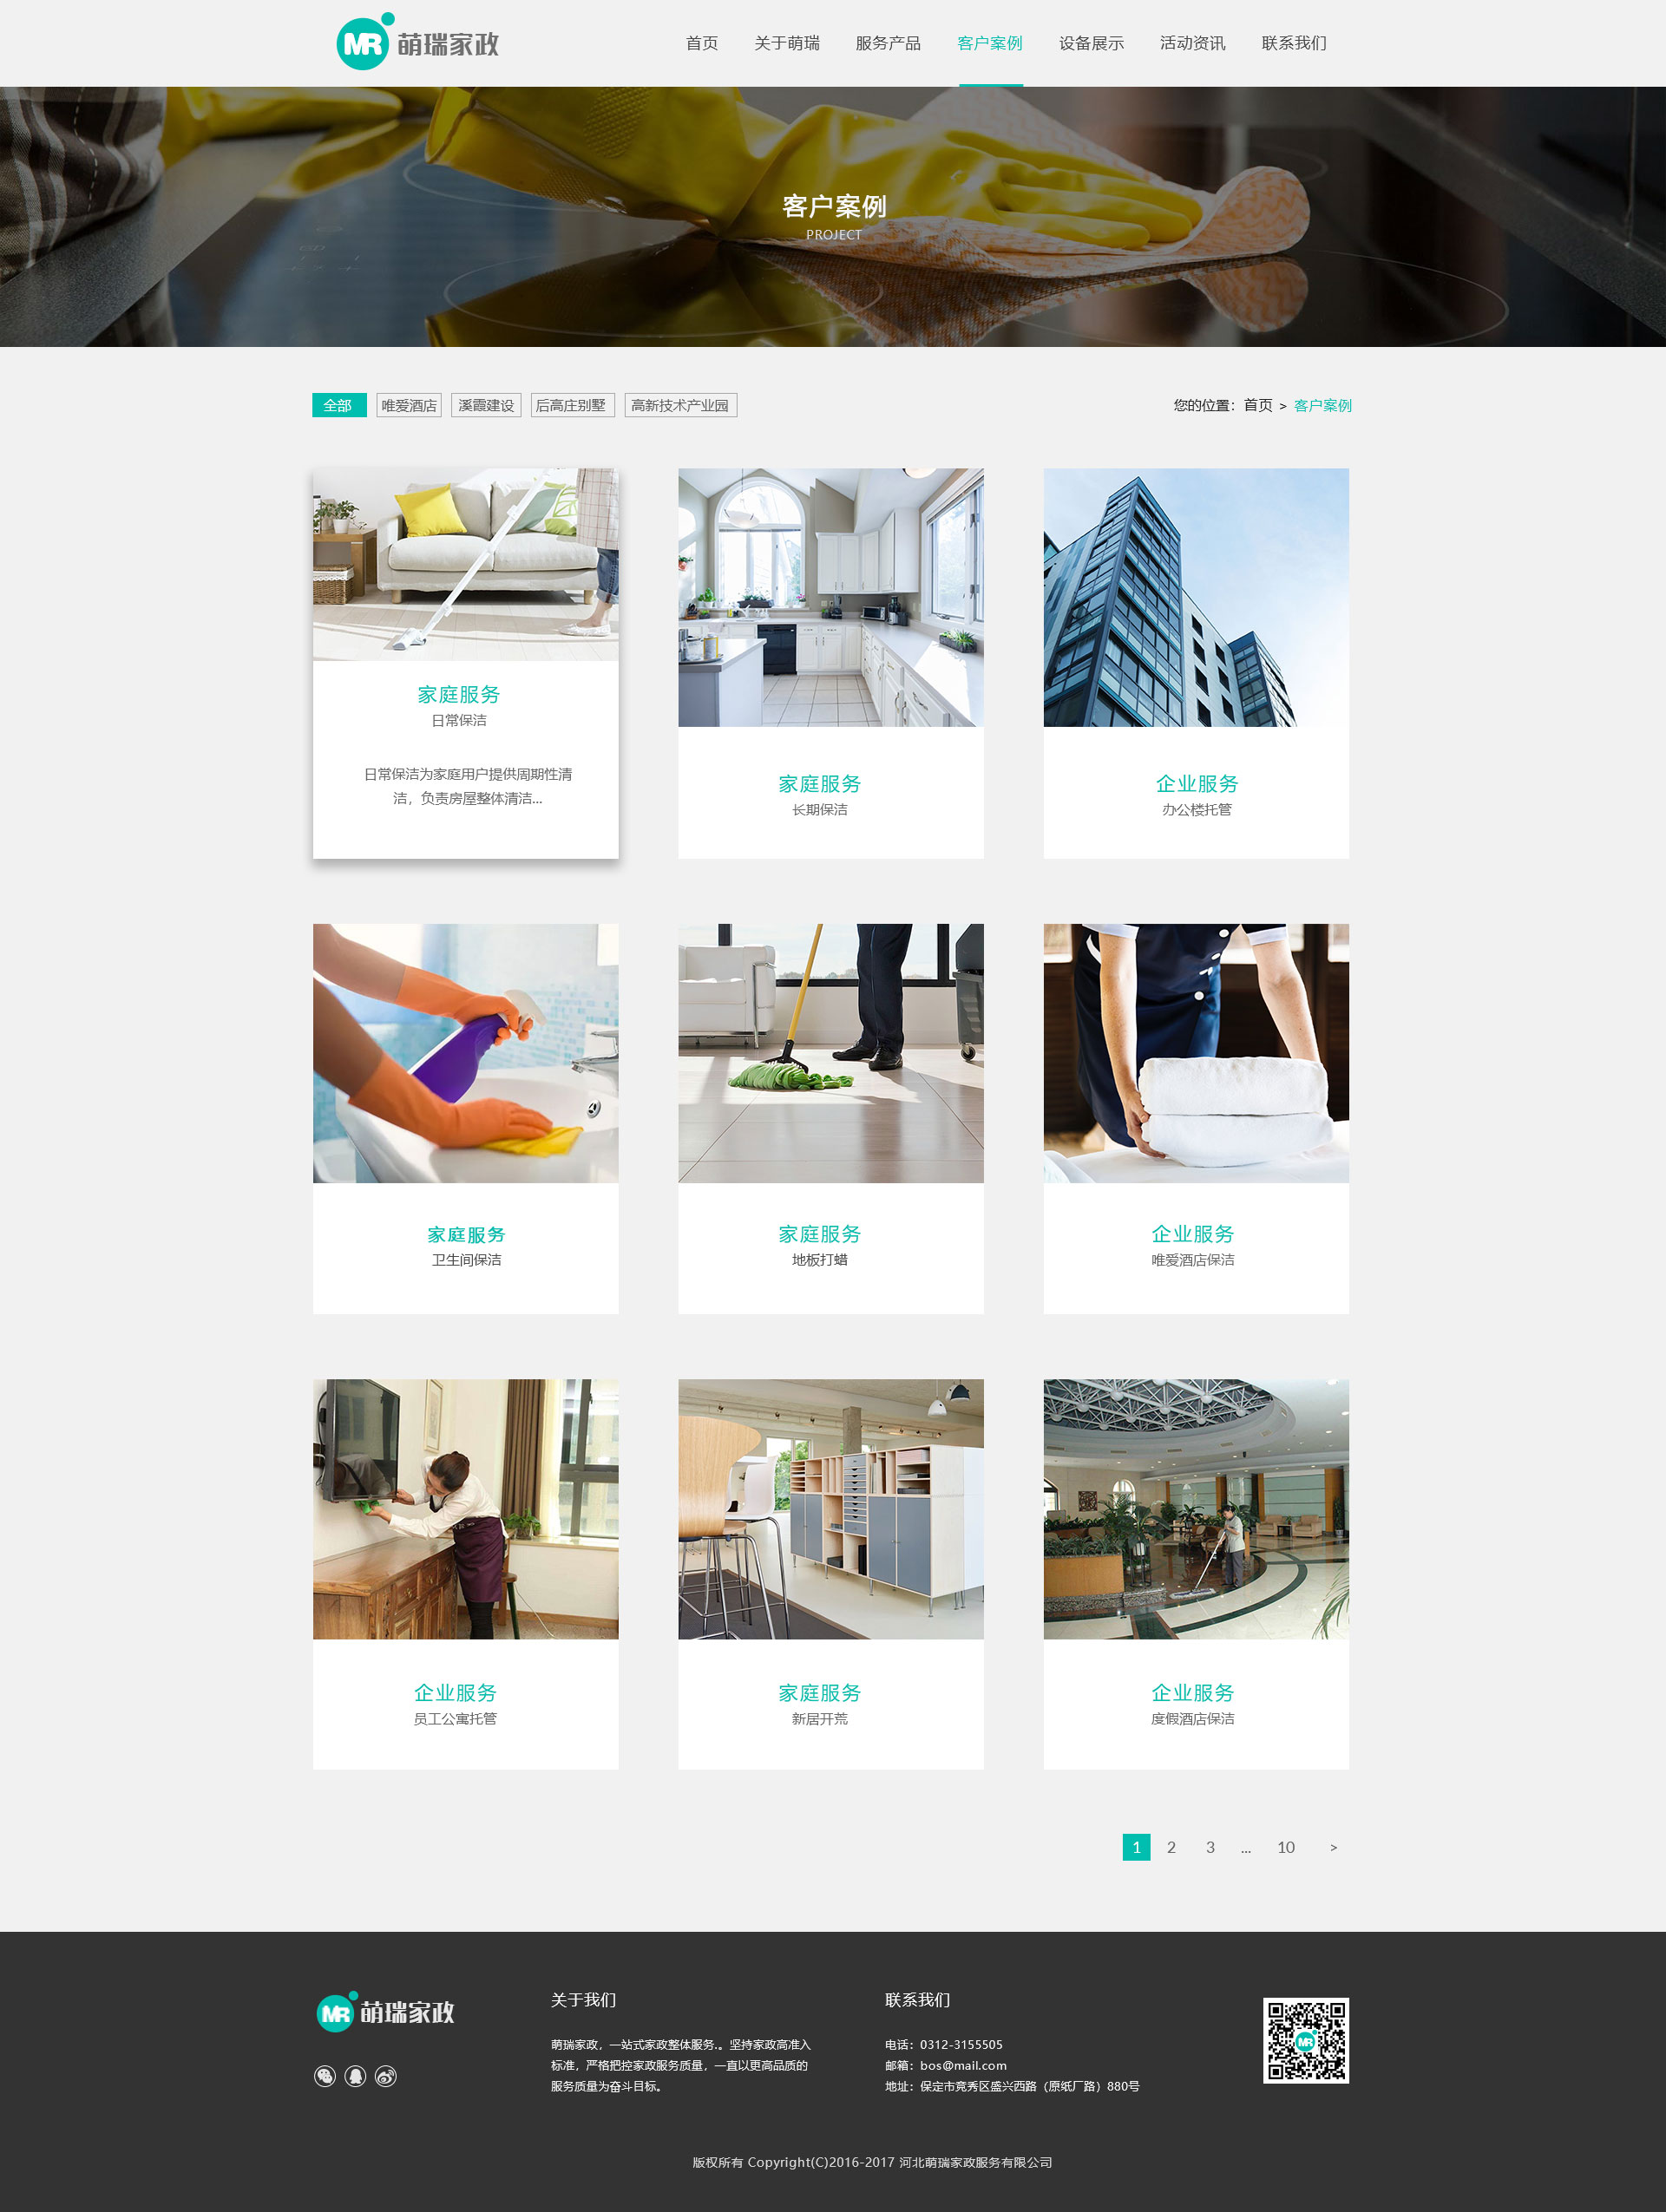 MR 萌瑞家政
首页 关于萌瑞 服务产品 客户案例 设备展示 活动资讯 联系我们
客户案例
PROJECT
全部 唯爱酒店 溪霞建设 后高庄别墅 高新技术产业园 您的位置：首页 > 客户案例
家庭服务
日常保洁
日常保洁为家庭用户提供周期性清
洁，负责房屋整体清洁...
家庭服务
长期保洁
企业服务
办公楼托管
家庭服务
卫生间保洁
家庭服务
地板打蜡
企业服务
唯爱酒店保洁
企业服务
员工公寓托管
家庭服务
新居开荒
企业服务
度假酒店保洁
1 2 3 ... 10 >
MR 萌瑞家政
关于我们
萌瑞家政，一站式家政整体服务.。坚持家政高准入
标准，严格把控家政服务质量，一直以更高品质的
服务质量为奋斗目标。
联系我们
电话：0312-3155505
邮箱：bos@mail.com
地址：保定市竞秀区盛兴西路（原纸厂路）880号
MR
版权所有 Copyright(C)2016-2017 河北萌瑞家政服务有限公司